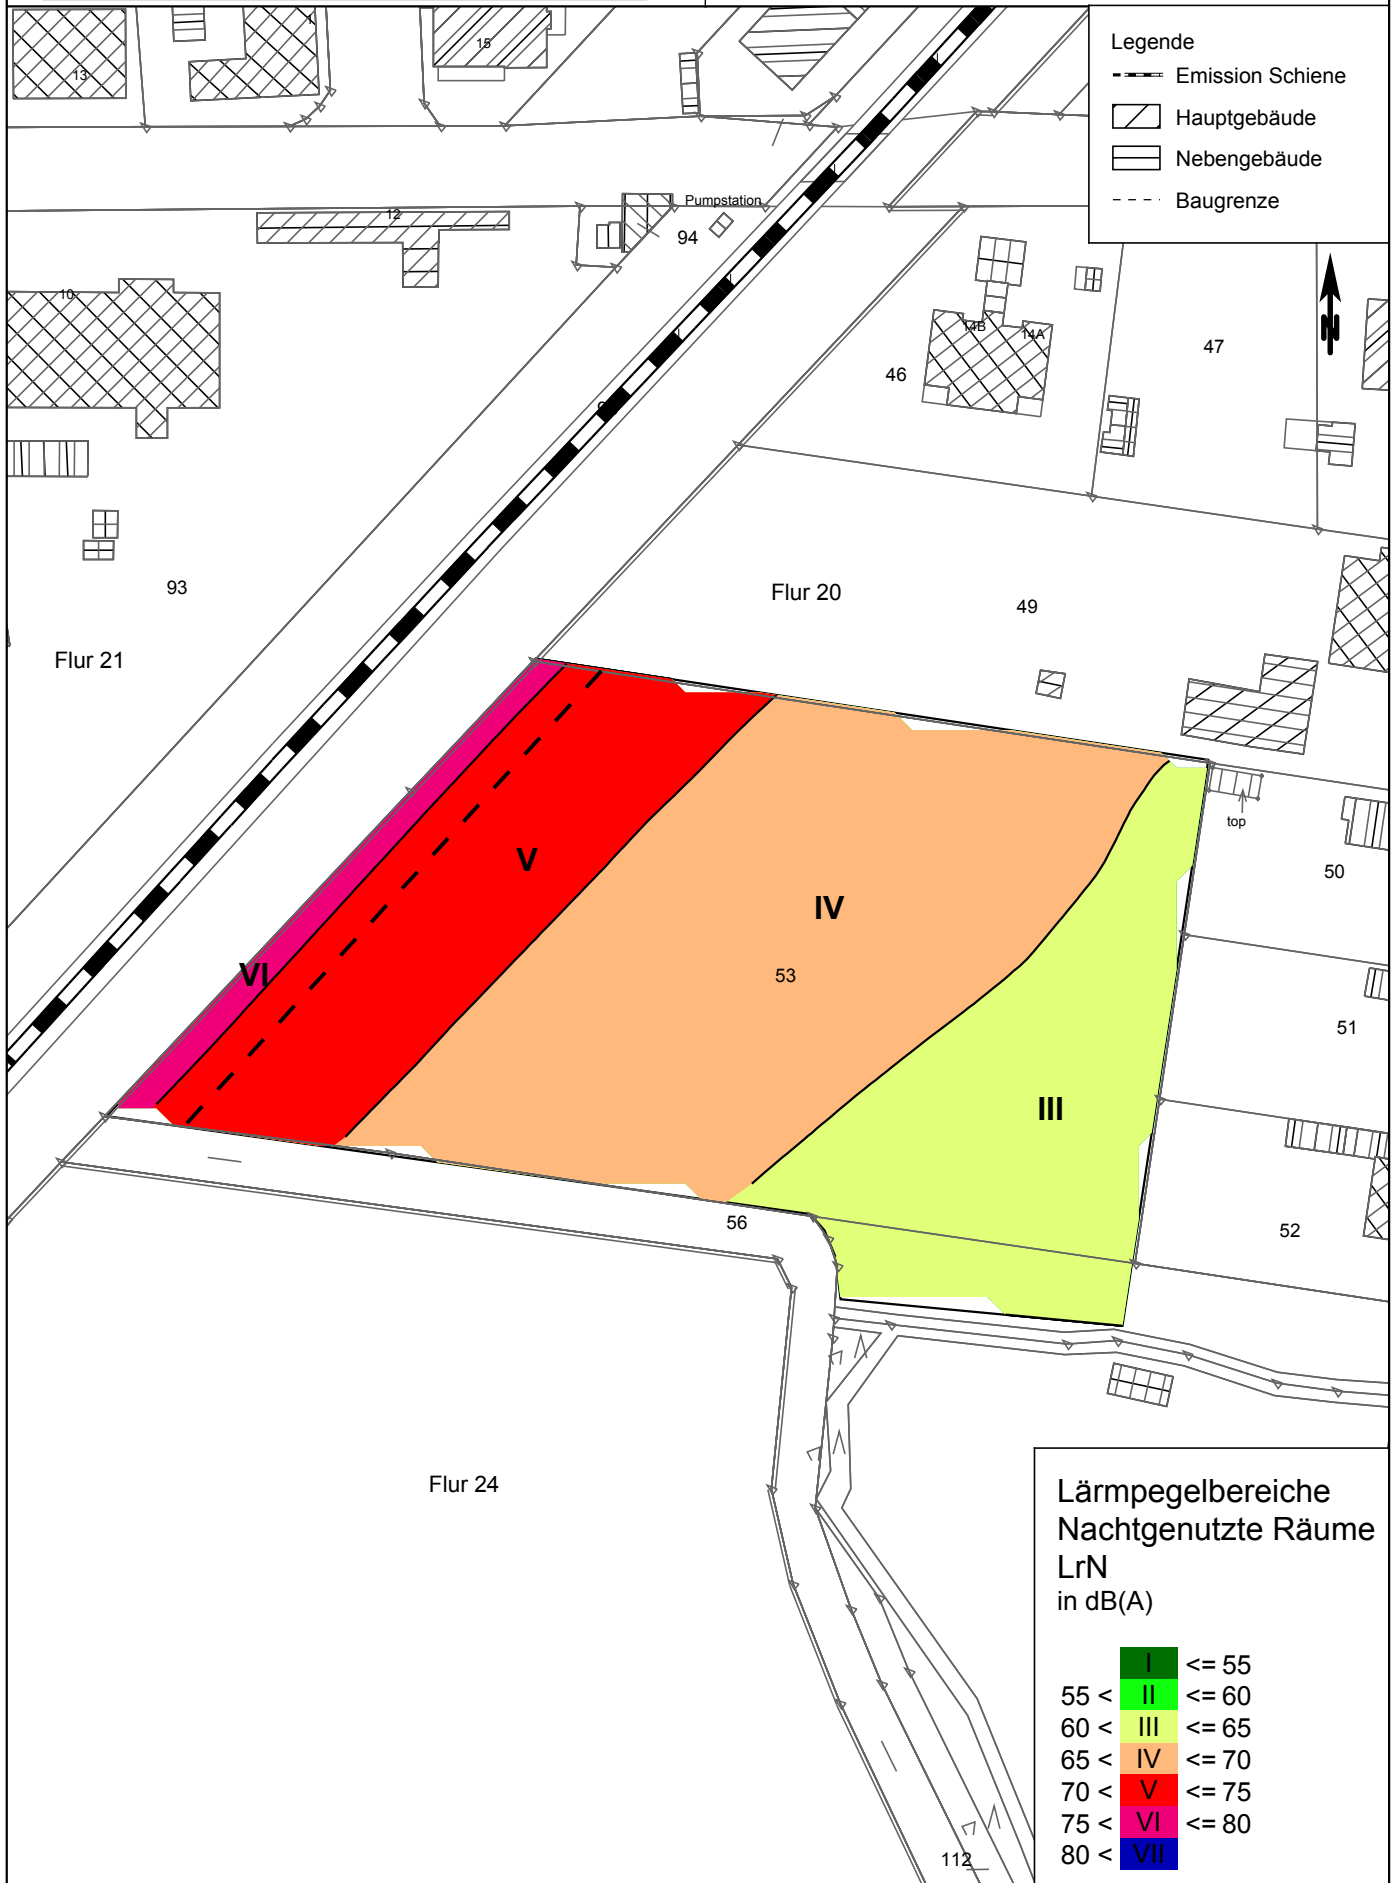 Legende
Emission Schiene
Hauptgebäude
Nebengebäude
Baugrenze
N
13
15
12
Pumpstation
94
10
14B
14A
46
47
93
Flur 20
49
Flur 21
top
V
IV
50
VI
53
51
III
56
52
Flur 24
112
Lärmpegelbereiche
Nachtgenutzte Räume
LrN
in dB(A)
I <= 55
55 < II <= 60
60 < III <= 65
65 < IV <= 70
70 < V <= 75
75 < VI <= 80
80 < VII